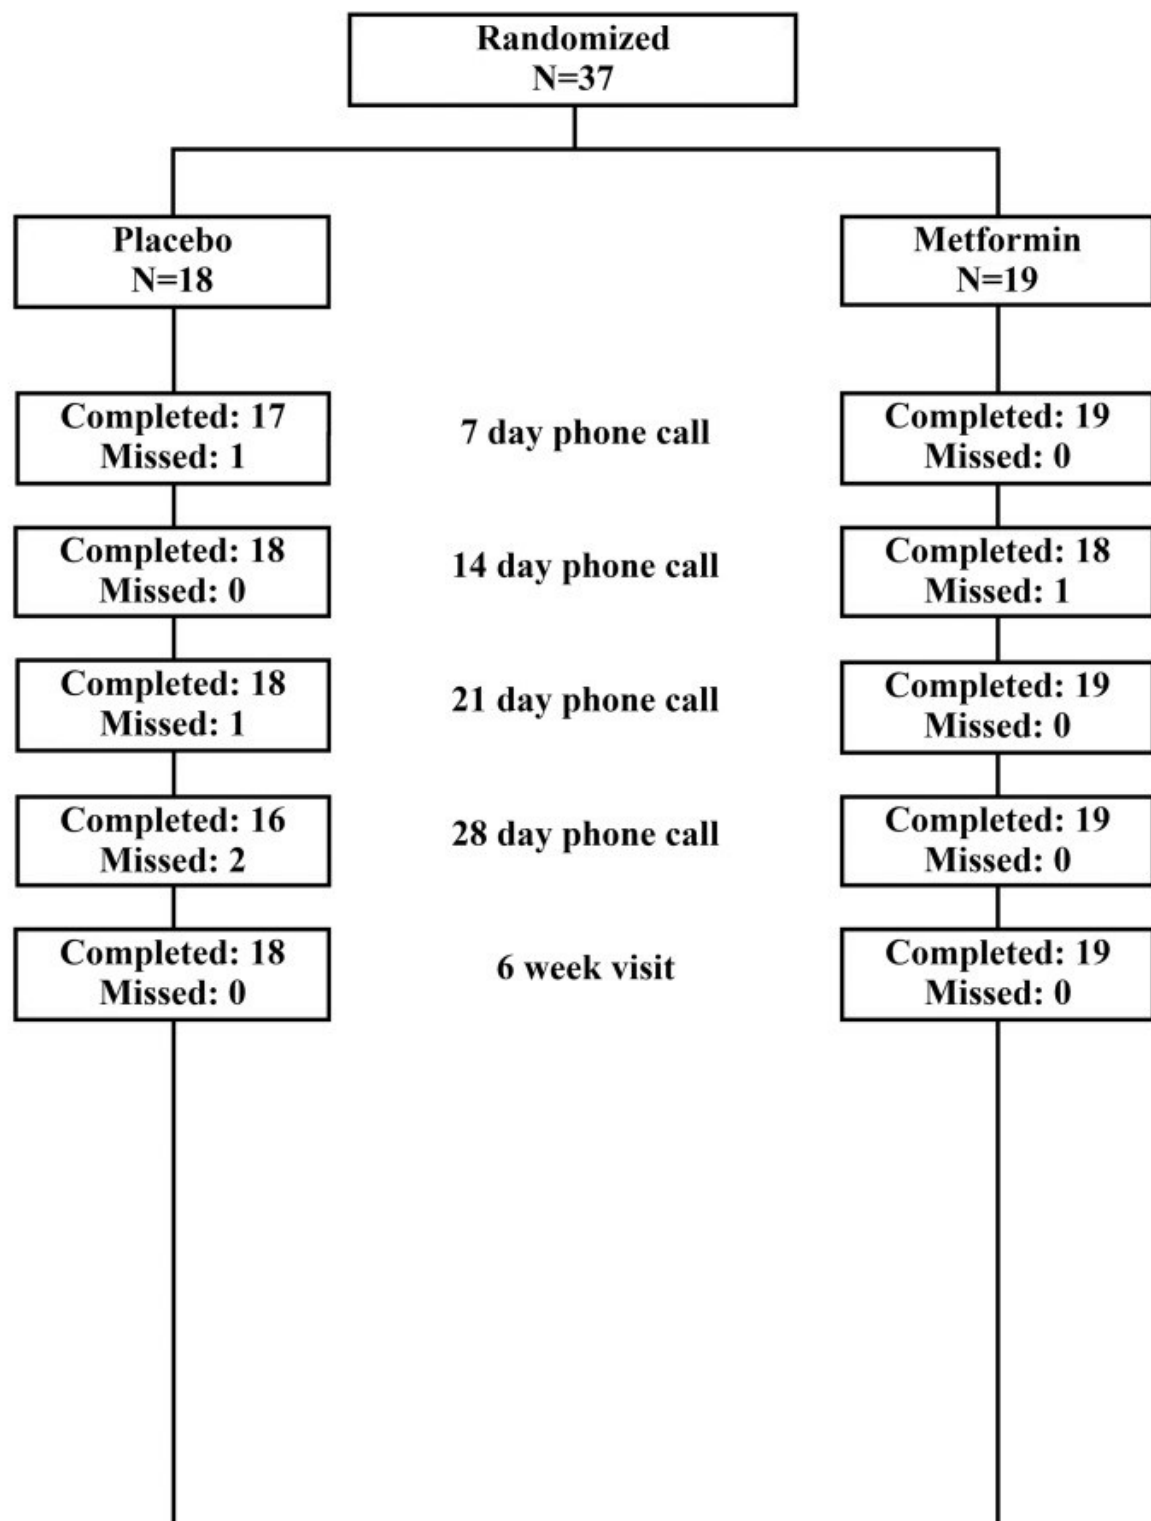 Randomized
N=37
Placebo
N=18
Metformin
N=19
Completed: 17
Missed: 1
7 day phone call
Completed: 19
Missed: 0
Completed: 18
Missed: 0
14 day phone call
Completed: 18
Missed: 1
Completed: 18
Missed: 1
21 day phone call
Completed: 19
Missed: 0
Completed: 16
Missed: 2
28 day phone call
Completed: 19
Missed: 0
Completed: 18
Missed: 0
6 week visit
Completed: 19
Missed: 0